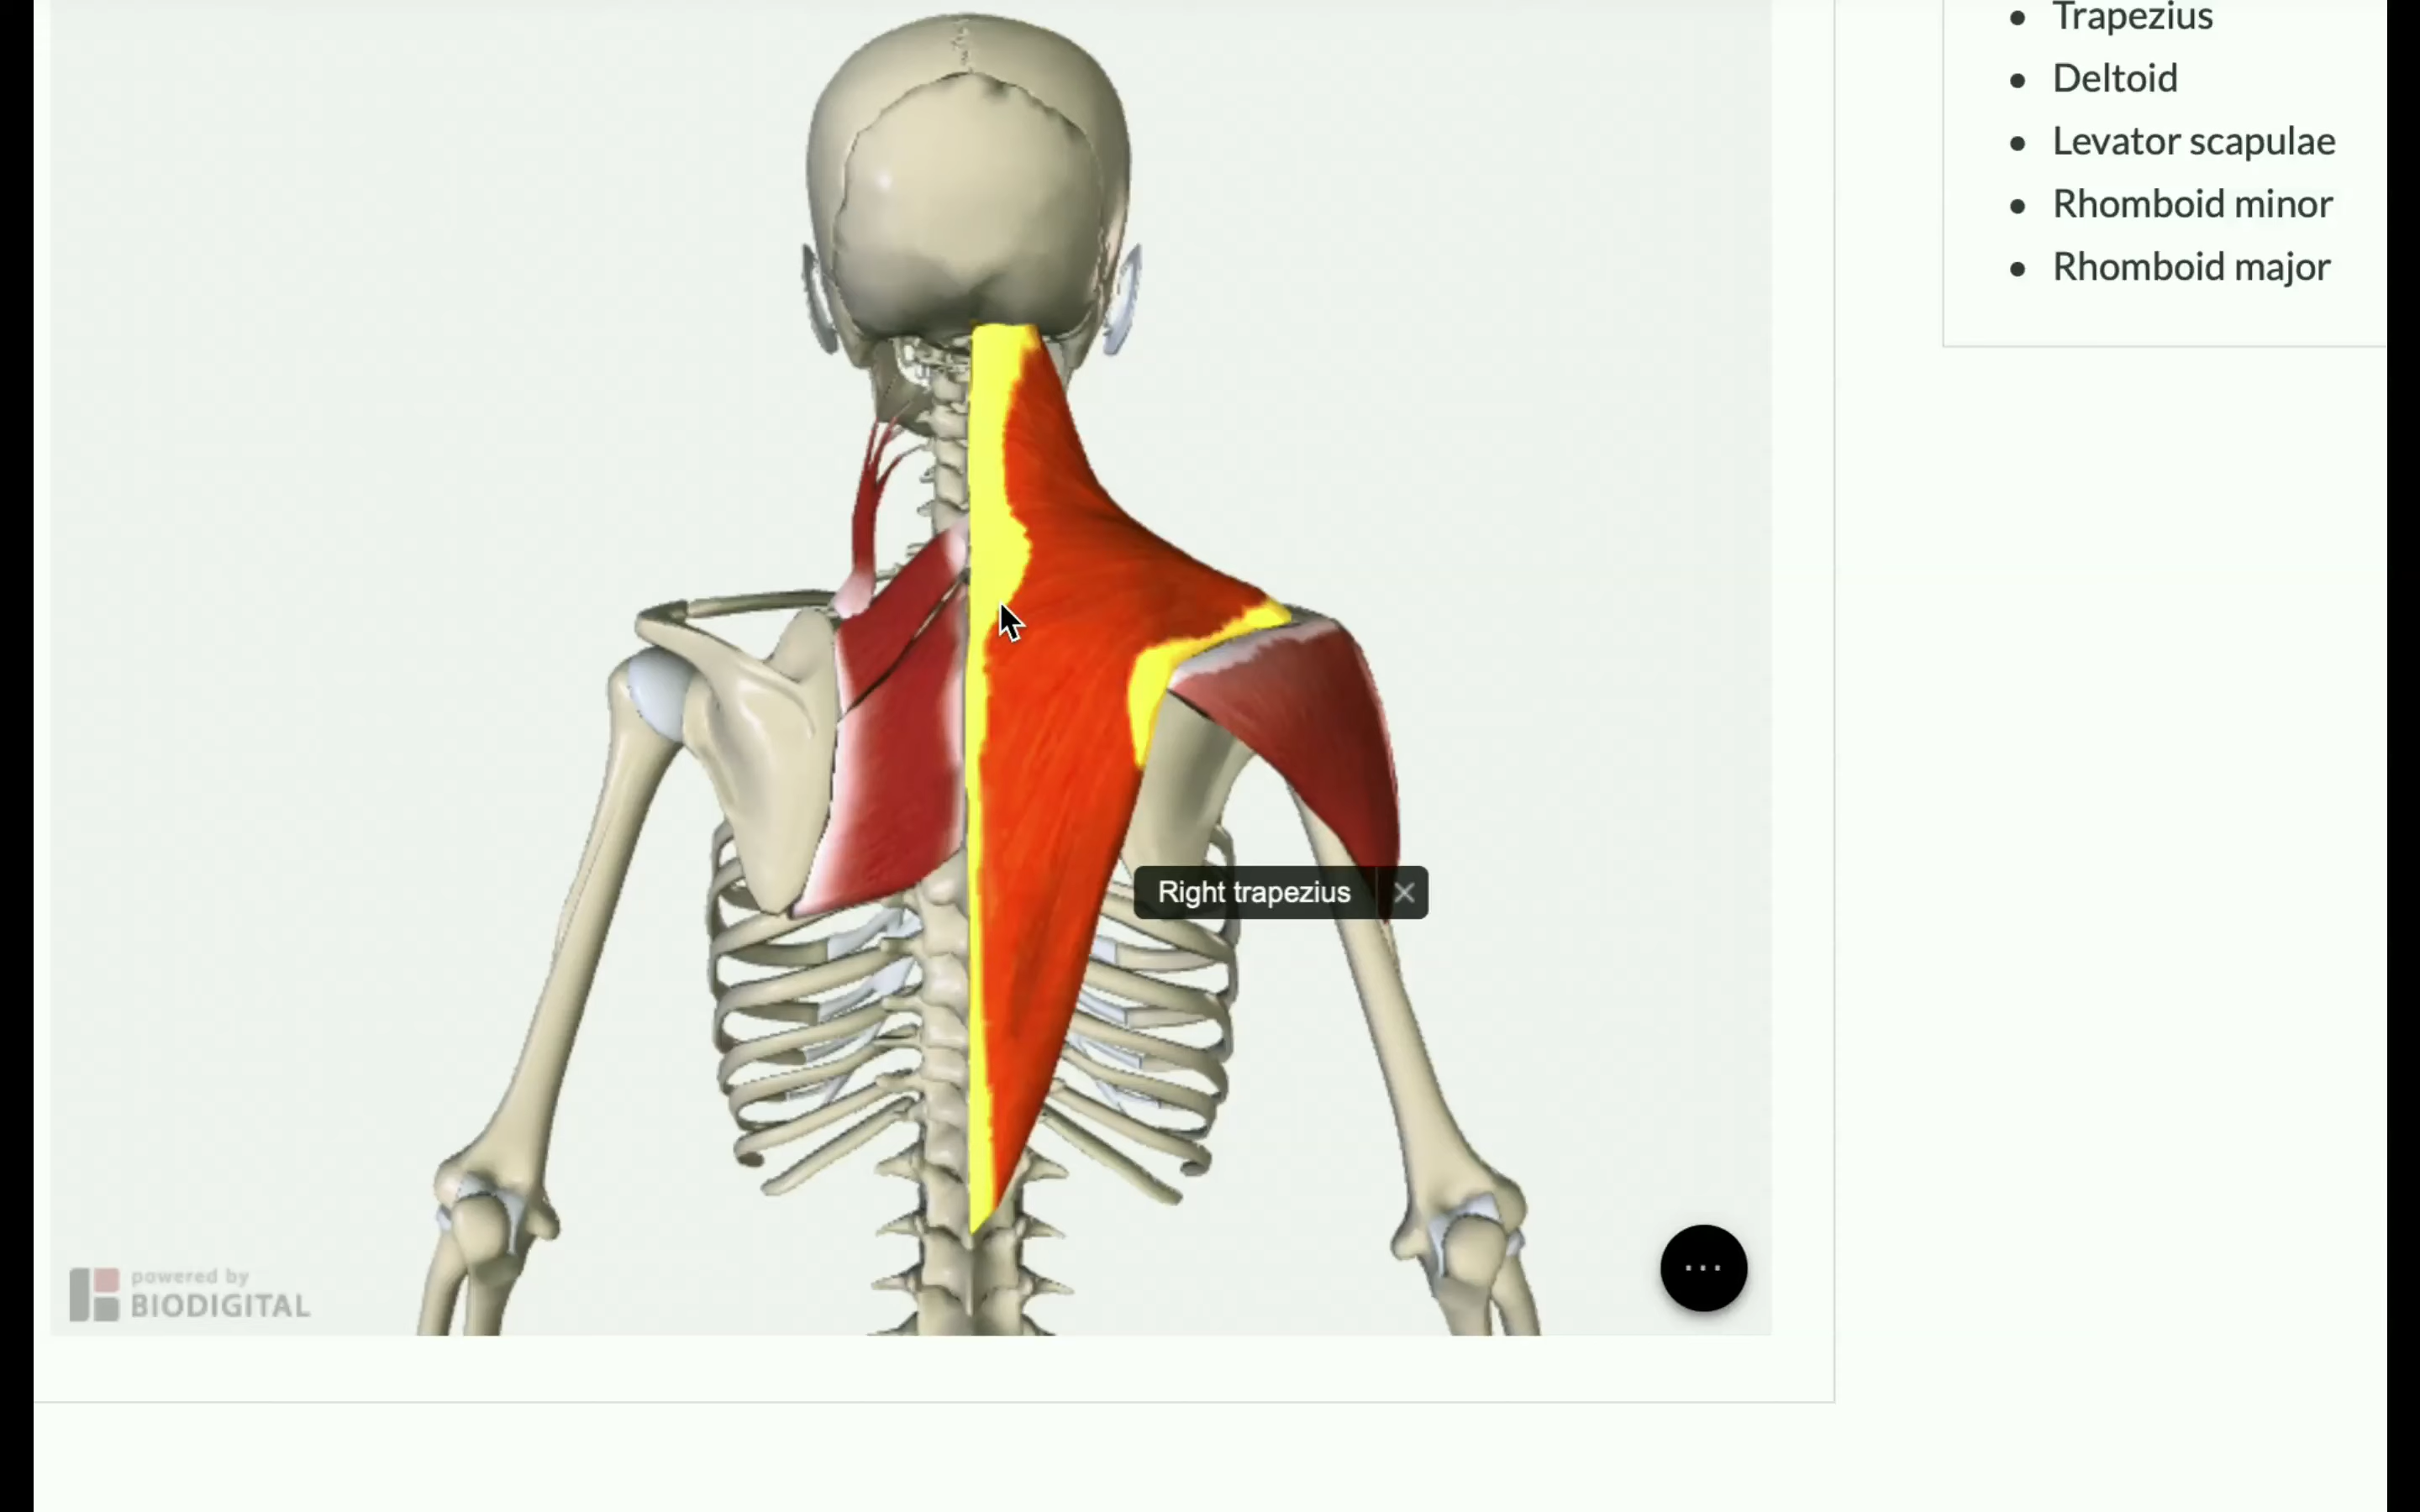 Trapezius
Deltoid
Levator scapulae
Rhomboid minor
Rhomboid major
Right trapezius
powered by
BIODIGITAL